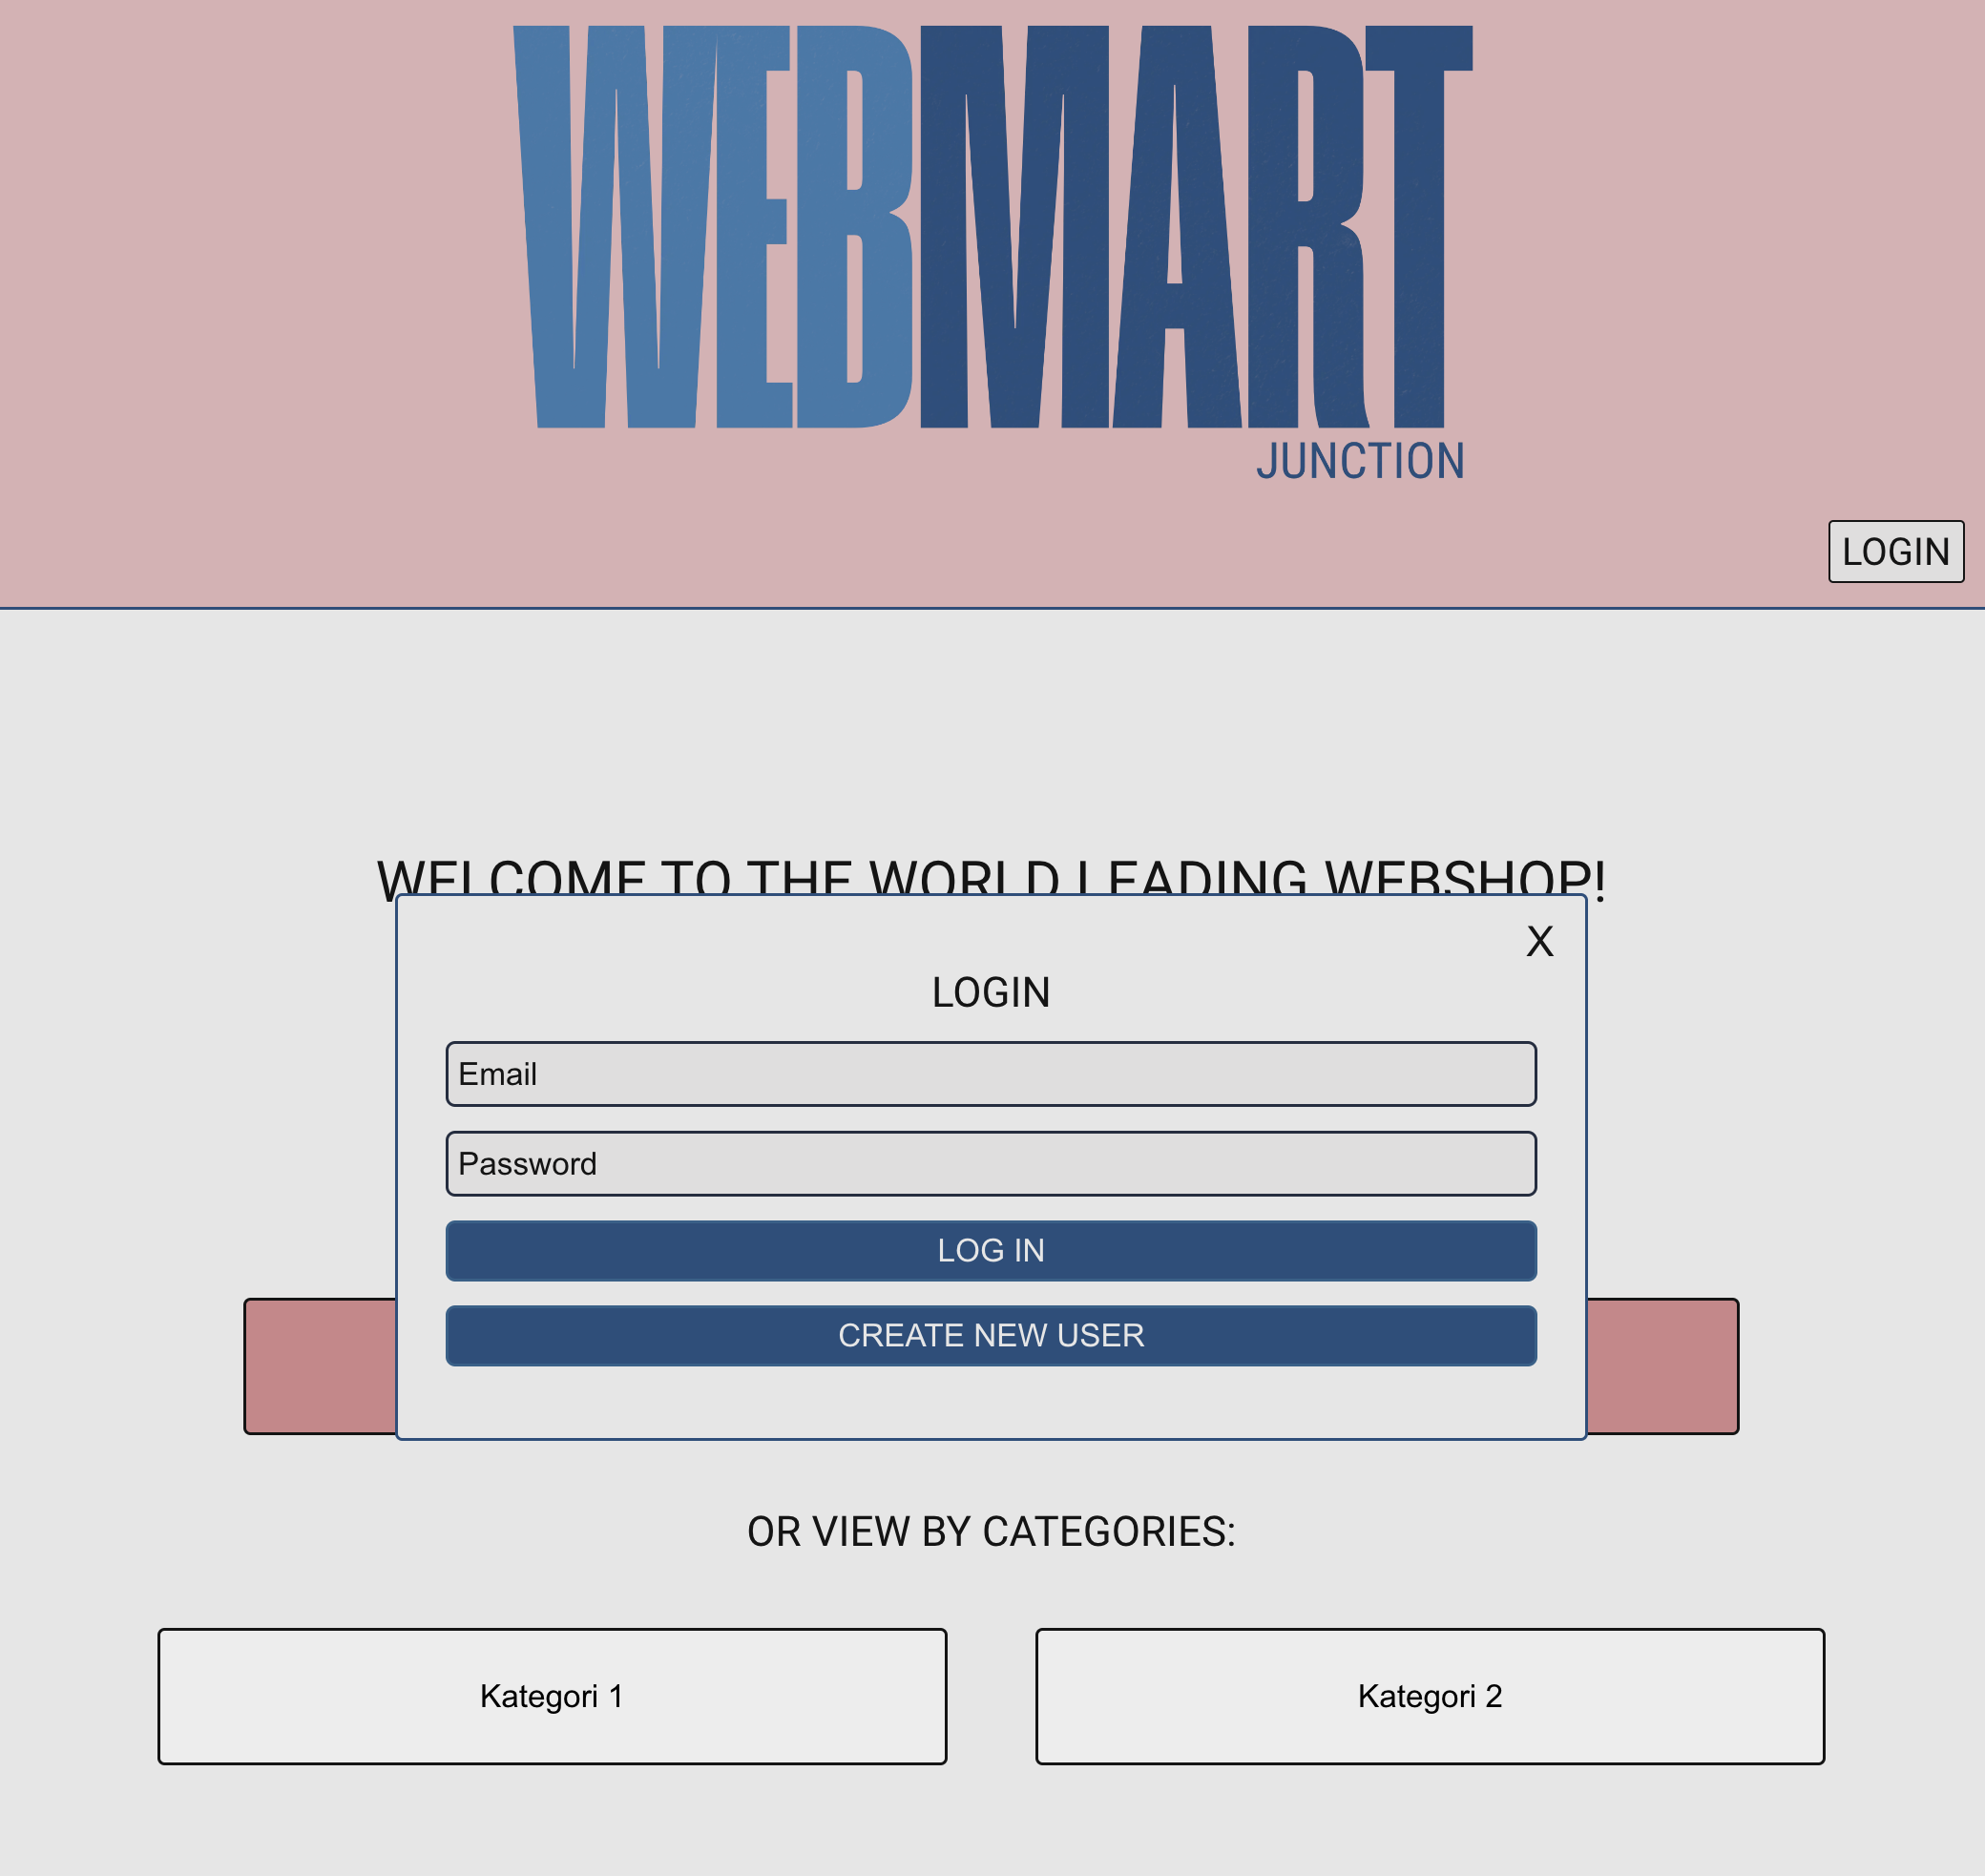 WEBMART
JUNCTION
LOGIN
WELCOME TO THE WORLD LEADING WEBSHOP!
X
LOGIN
Email
Password
LOG IN
CREATE NEW USER
OR VIEW BY CATEGORIES:
Kategori 1
Kategori 2